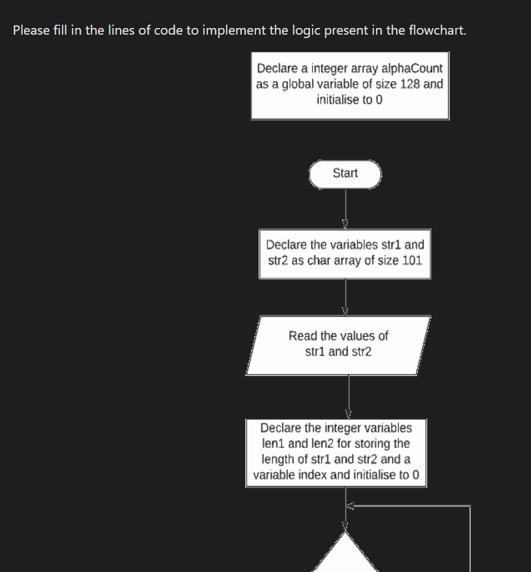 Please fill in the lines of code to implement the logic present in the flowchart.
Declare a integer array alphaCount
as a global variable of size 128 and
initialise to 0
Start
Declare the variables str1 and
str2 as char array of size 101
Read the values of
str1 and str2
Declare the integer variables
len1 and len2 for storing the
length of str1 and str2 and a
variable index and initialise to 0